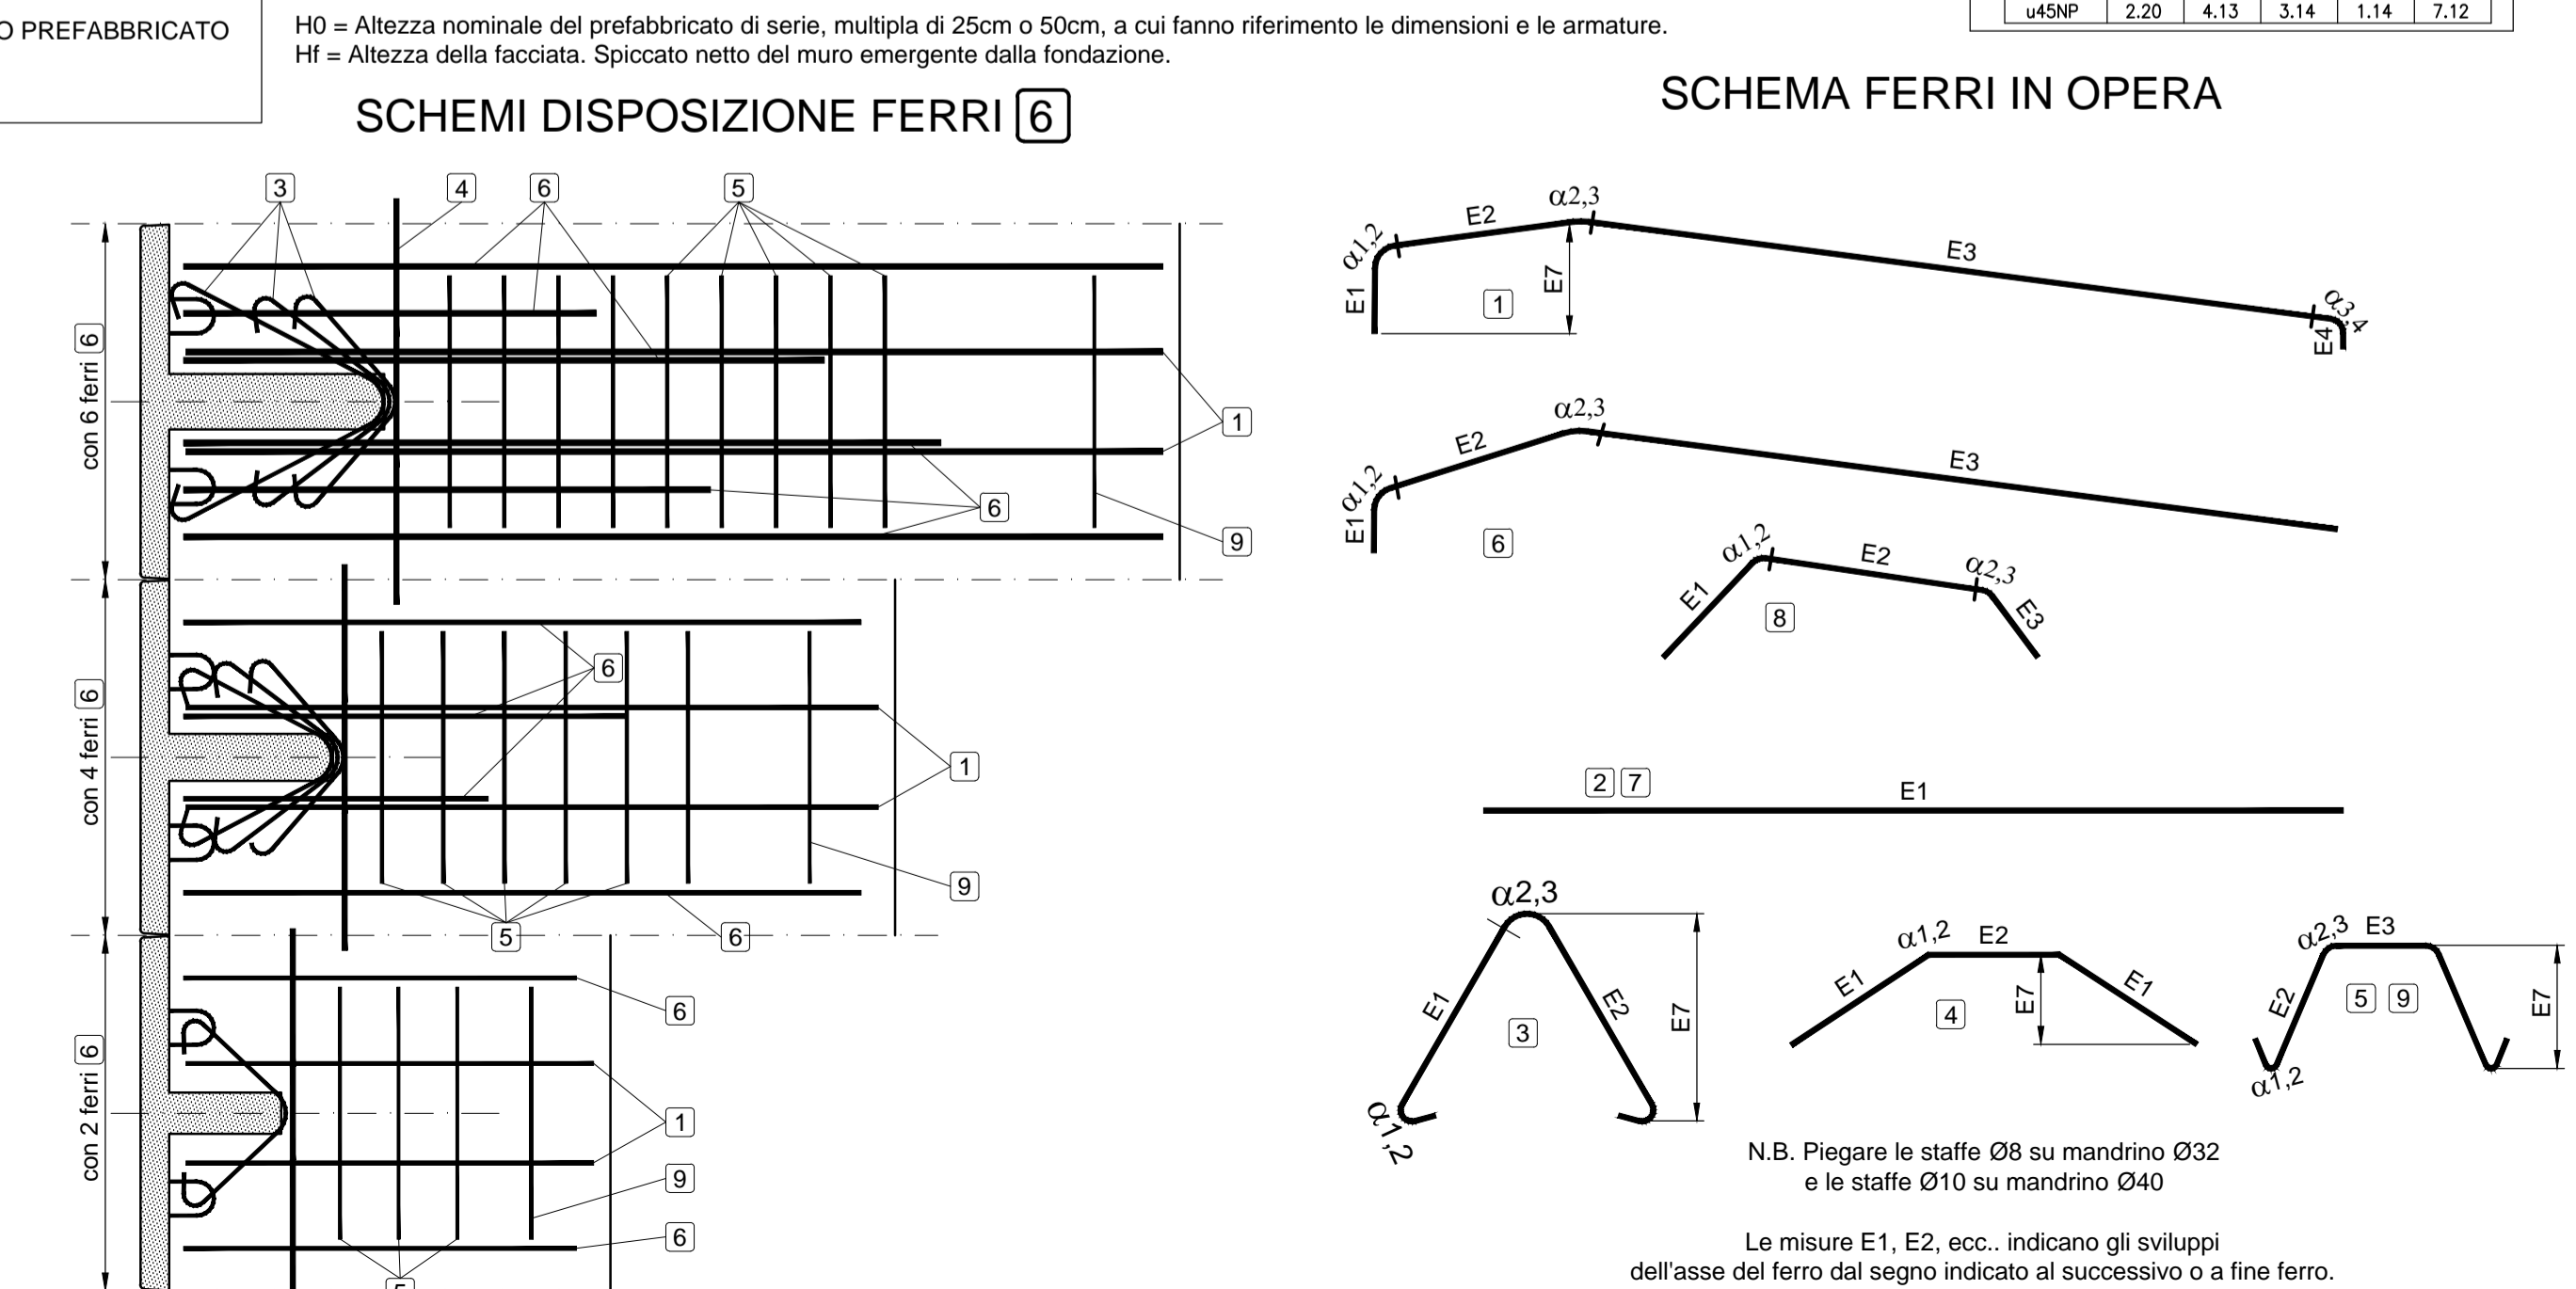 O PREFABBRICATO
H0 = Altezza nominale del prefabbricato di serie, multipla di 25cm o 50cm, a cui fanno riferimento le dimensioni e le armature.
Hf = Altezza della facciata. Spiccato netto del muro emergente dalla fondazione.
u45NP 2.20 4.13 3.14 1.14 7.12
SCHEMI DISPOSIZIONE FERRI 6
3 4 6 5
con 6 ferri 6
1
6
9
con 4 ferri 6
6
1
9
5 6
con 2 ferri 6
6
1
9
6
5
SCHEMA FERRI IN OPERA
α1,2 E2 α2,3 E3 α3,4
E1 1 E7 E4
α1,2 E2 α2,3 E3
E1 6
α1,2 E2 α2,3
E1 8 E3
2 7 E1
α2,3
E1 E2 E7
3
α1,2
α1,2 E2
E1 E7 E1
4
α2,3 E3
E2 5 9 E7
α1,2
N.B. Piegare le staffe Ø8 su mandrino Ø32
e le staffe Ø10 su mandrino Ø40
Le misure E1, E2, ecc.. indicano gli sviluppi
dell'asse del ferro dal segno indicato al successivo o a fine ferro.